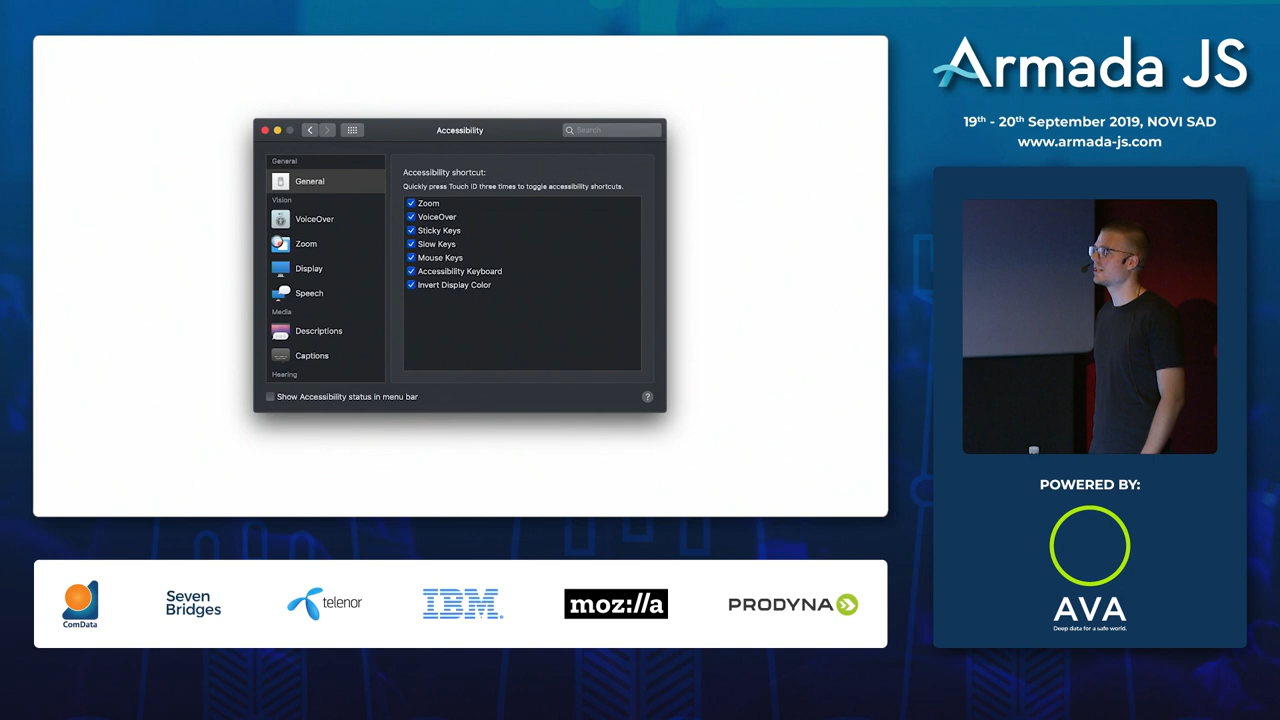 Armada JS
19th - 20th September 2019, NOVI SAD
www.armada-js.com
Accessibility
Search
General
General
Vision
VoiceOver
Zoom
Display
Speech
Media
Descriptions
Captions
Hearing
Accessibility shortcut:
Quickly press Touch ID three times to toggle accessibility shortcuts.
Zoom
VoiceOver
Sticky Keys
Slow Keys
Mouse Keys
Accessibility Keyboard
Invert Display Color
Show Accessibility status in menu bar
?
POWERED BY:
AVA
Deep data for a safe world.
ComData
Seven
Bridges
telenor
IBM
moz://a
PRODYNA